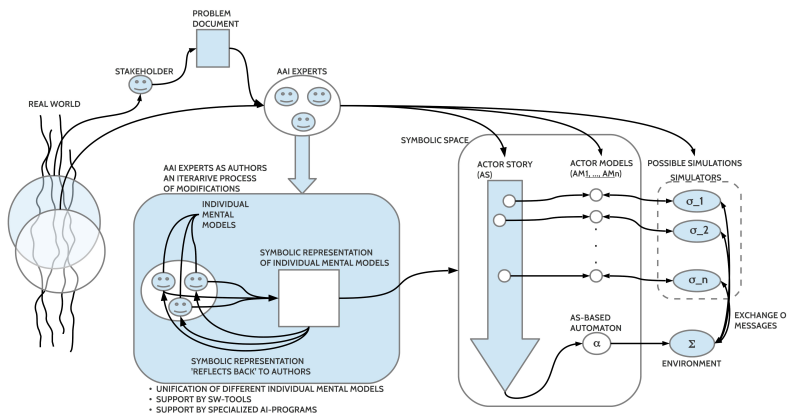 PROBLEM
DOCUMENT
STAKEHOLDER
AAI EXPERTS
REAL WORLD
SYMBOLIC SPACE
ACTOR STORY
(AS)
ACTOR MODELS
(AM1, ..., AMn)
POSSIBLE SIMULATIONS
SIMULATORS
AAI EXPERTS AS AUTHORS
AN ITERARIVE PROCESS
OF MODIFICATIONS
INDIVIDUAL
MENTAL
MODELS
SYMBOLIC REPRESENTATION
OF INDIVIDUAL MENTAL MODELS
σ_1
σ_2
.
.
.
σ_n
EXCHANGE O
MESSAGES
AS-BASED
AUTOMATON
α
Σ
ENVIRONMENT
SYMBOLIC REPRESENTATION
'REFLECTS BACK' TO AUTHORS
• UNIFICATION OF DIFFERENT INDIVIDUAL MENTAL MODELS
• SUPPORT BY SW-TOOLS
• SUPPORT BY SPECIALIZED AI-PROGRAMS